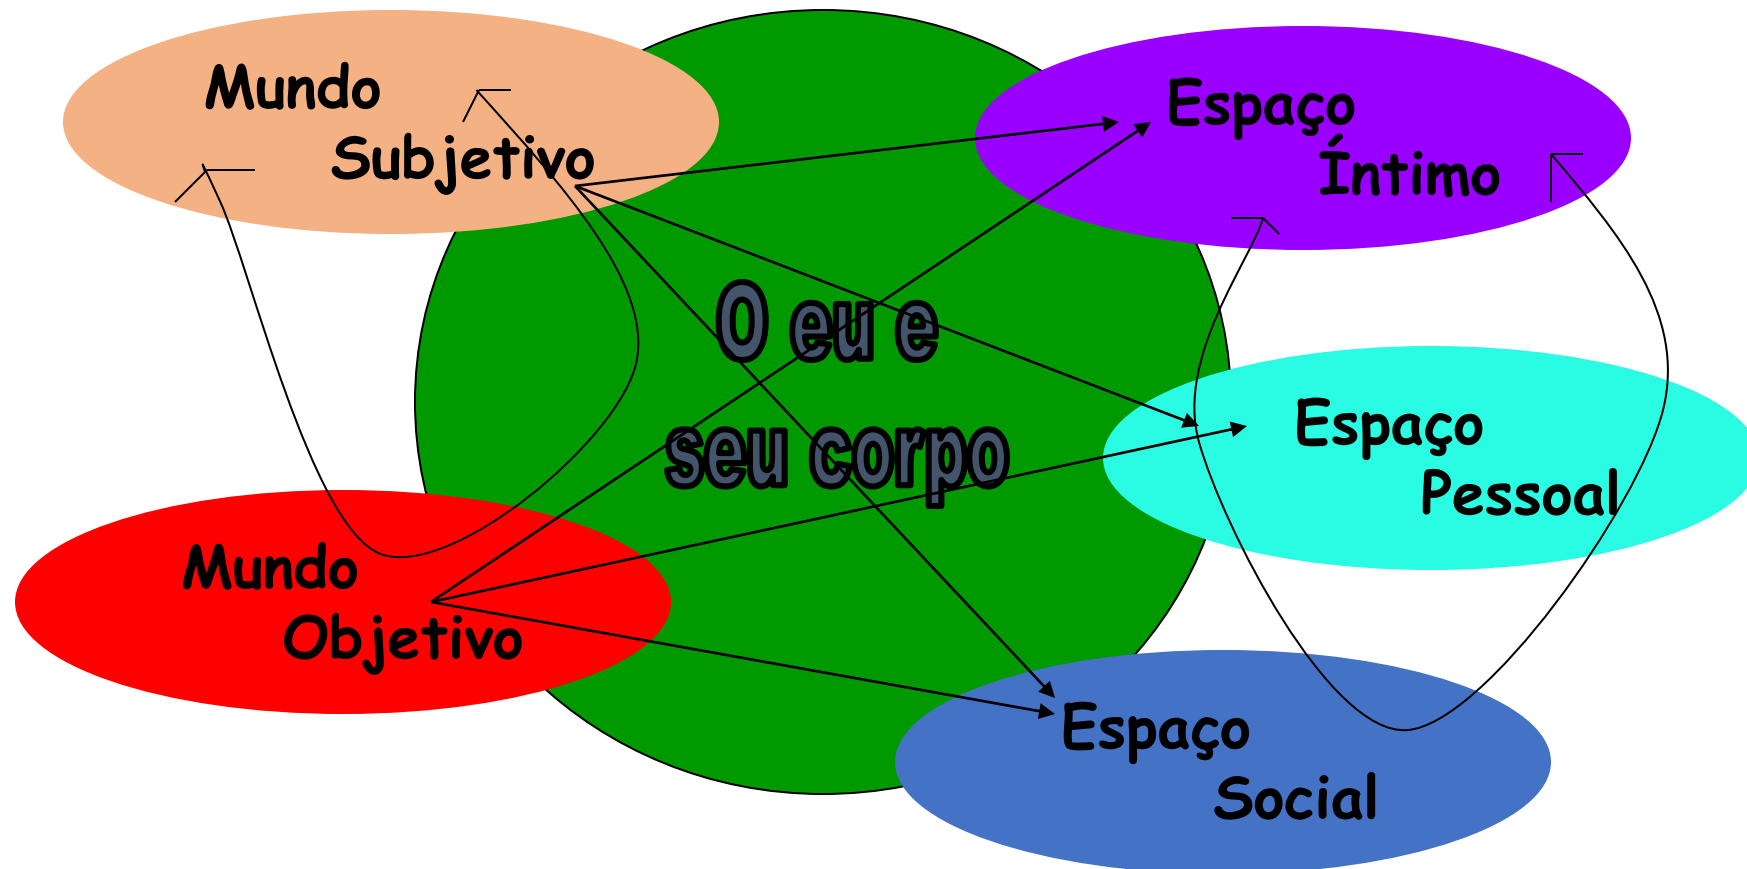 Mundo
Subjetivo
Espaço
Íntimo
O eu e
seu corpo
Espaço
Pessoal
Mundo
Objetivo
Espaço
Social